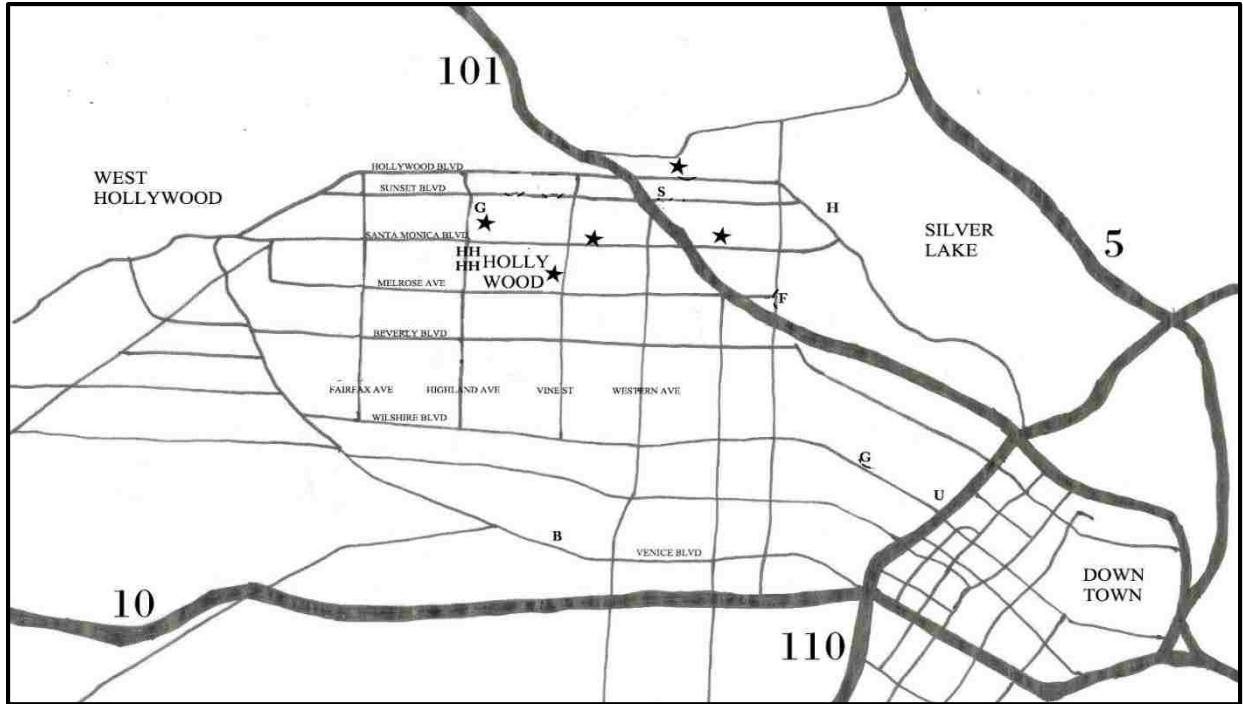 101
HOLLYWOOD BLVD
WEST
HOLLYWOOD
SUNSET BLVD
S
G
H
SANTA MONICA BLVD
SILVER
LAKE
5
HH
HH
HOLLY
WOOD
MELROSE AVE
F
BEVERLY BLVD
FAIRFAX AVE
HIGHLAND AVE
VINE ST
WESTERN AVE
WILSHIRE BLVD
G
U
B
VENICE BLVD
DOWN
TOWN
10
110